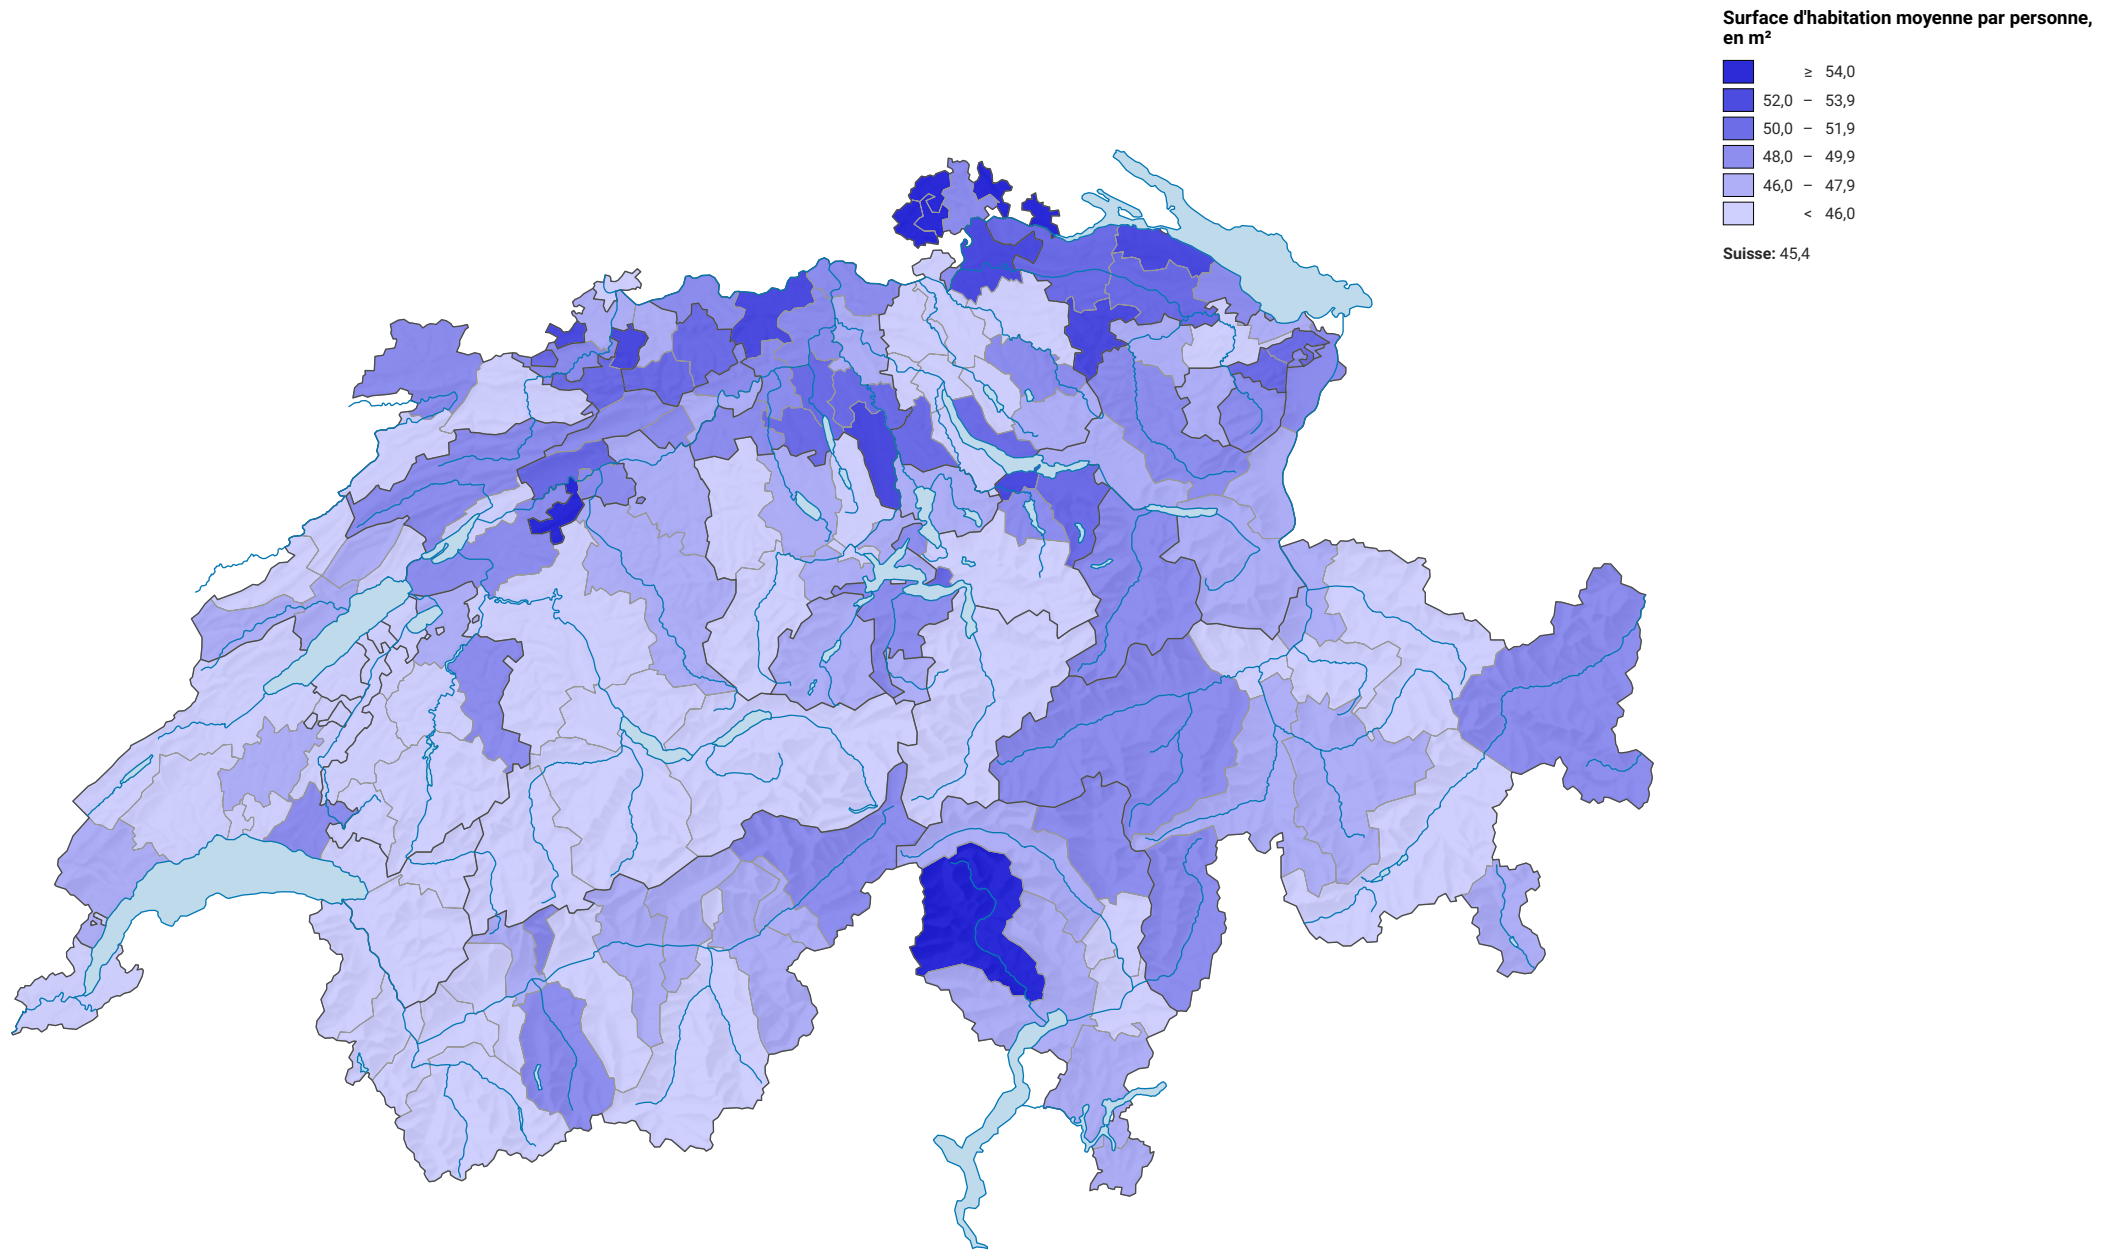 Surface d'habitation moyenne par personne,
en m²
≥ 54,0
52,0 – 53,9
50,0 – 51,9
48,0 – 49,9
46,0 – 47,9
< 46,0
Suisse: 45,4